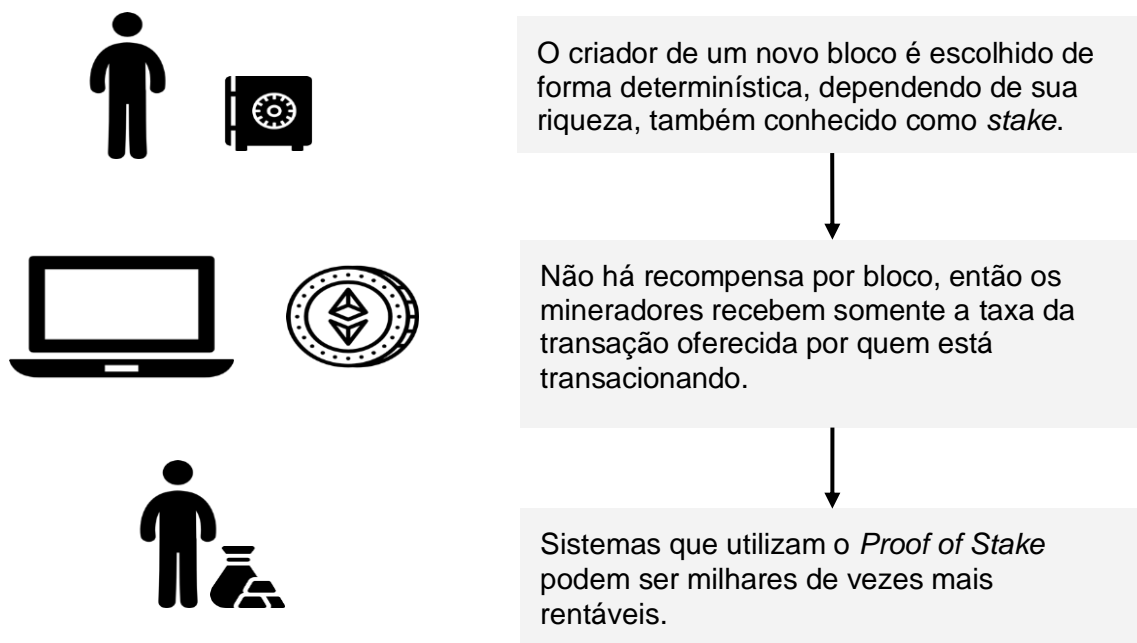 O criador de um novo bloco é escolhido de
forma determinística, dependendo de sua
riqueza, também conhecido como stake.
Não há recompensa por bloco, então os
mineradores recebem somente a taxa da
transação oferecida por quem está
transacionando.
Sistemas que utilizam o Proof of Stake
podem ser milhares de vezes mais
rentáveis.